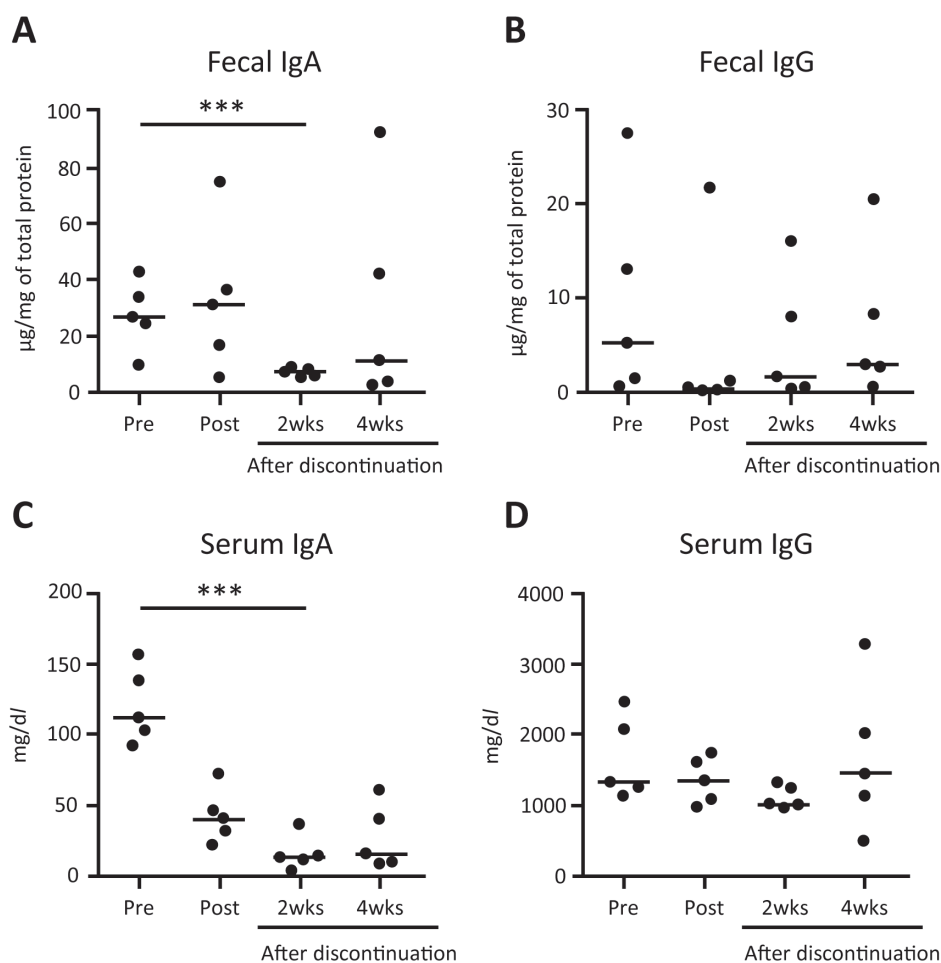 A
Fecal IgA
µg/mg of total protein
100
80
60
40
20
0
***
Pre
Post
2wks
4wks
After discontinuation
B
Fecal IgG
µg/mg of total protein
30
20
10
0
Pre
Post
2wks
4wks
After discontinuation
C
Serum IgA
mg/dl
200
150
100
50
0
***
Pre
Post
2wks
4wks
After discontinuation
D
Serum IgG
mg/dl
4000
3000
2000
1000
0
Pre
Post
2wks
4wks
After discontinuation